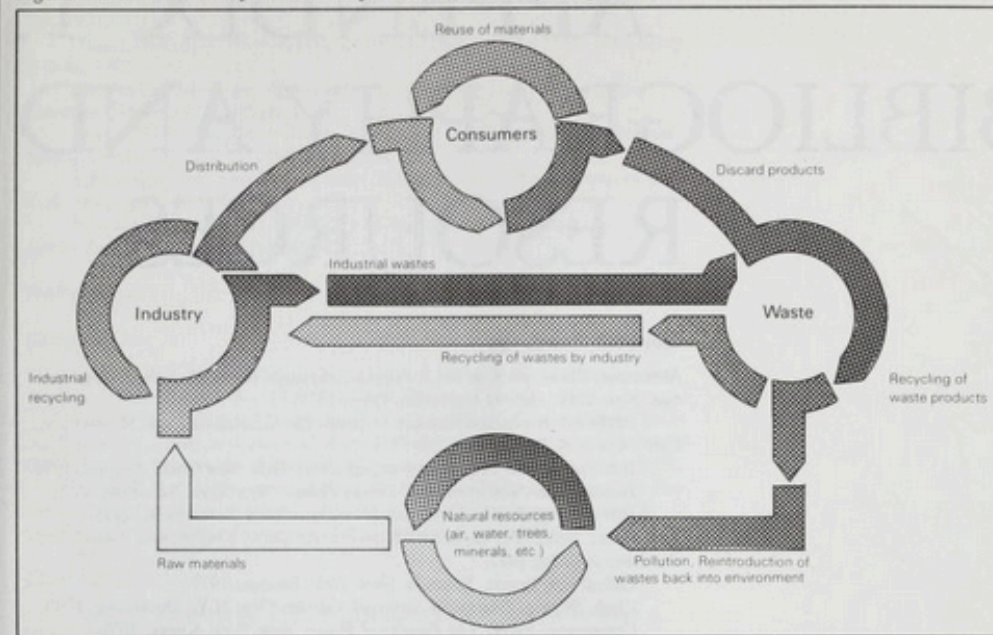 Reuse of materials
Consumers
Distribution
Discard products
Industrial wastes
Industry
Waste
Recycling of wastes by industry
Industrial
recycling
Recycling of
waste products
Natural resources
(air, water, trees,
minerals, etc.)
Raw materials
Pollution. Reintroduction of
wastes back into environment